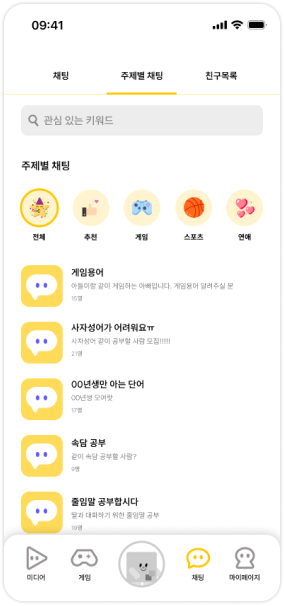 09:41
채팅 주제별 채팅 친구목록
관심 있는 키워드
주제별 채팅
전체 추천 게임 스포츠 연애
게임용어
아들이랑 같이 게임하는 아빠입니다. 게임용어 알려주실 분
15명
사자성어가 어려워요ㅠ
사자성어 같이 공부할 사람 모집!!!!!!
21명
00년생만 아는 단어
00년생 모여랏
17명
속담 공부
같이 속담 공부할 사람?
9명
줄임말 공부합시다
딸과 대화하기 위한 줄임말 공부
19명
미디어 게임 채팅 마이페이지